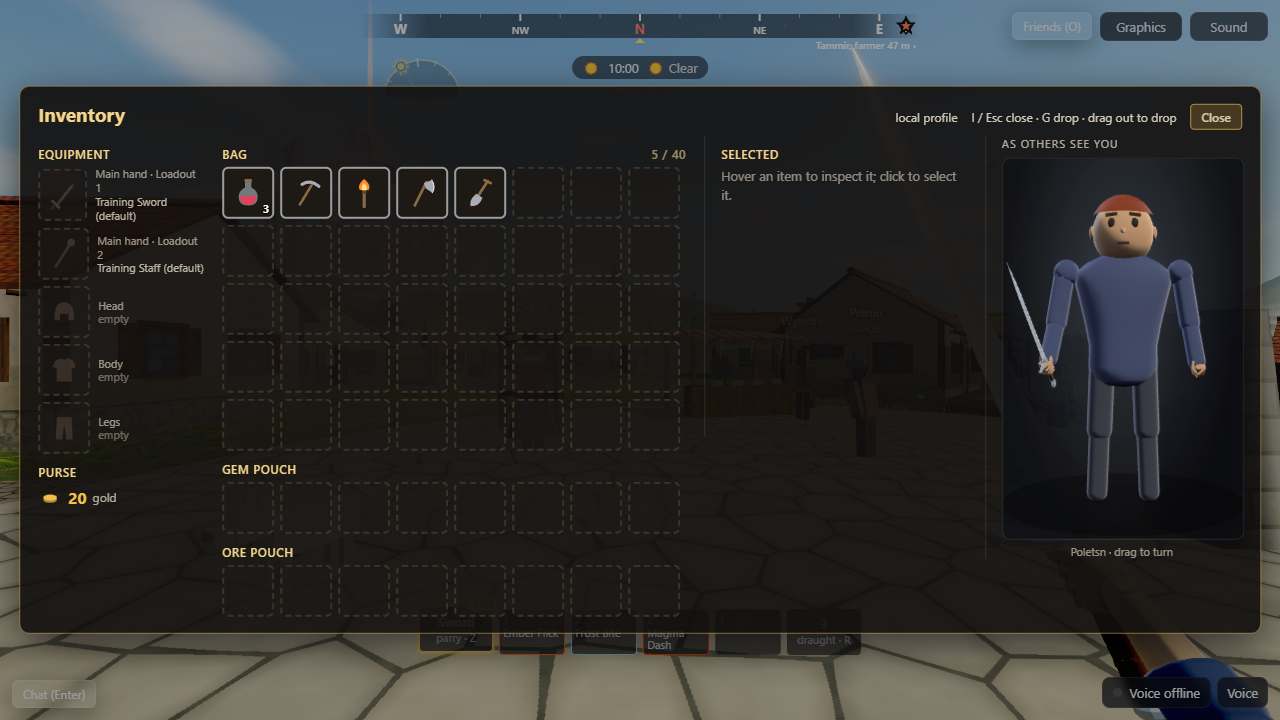 W NW N NE E
Tammic farmer 47 m
Friends (O) Graphics Sound
10:00 Clear
Inventory
local profile I / Esc close · G drop · drag out to drop Close
EQUIPMENT
Main hand · Loadout
1
Training Sword
(default)
Main hand · Loadout
2
Training Staff (default)
Head
empty
Body
empty
Legs
empty
PURSE
20 gold
BAG 5 / 40
3
GEM POUCH
ORE POUCH
SELECTED
Hover an item to inspect it; click to select
it.
AS OTHERS SEE YOU
Poletsn · drag to turn
parry · Z
Ember Flick
Frost Bite
Magma
Dash
draught · R
Chat (Enter)
Voice offline Voice